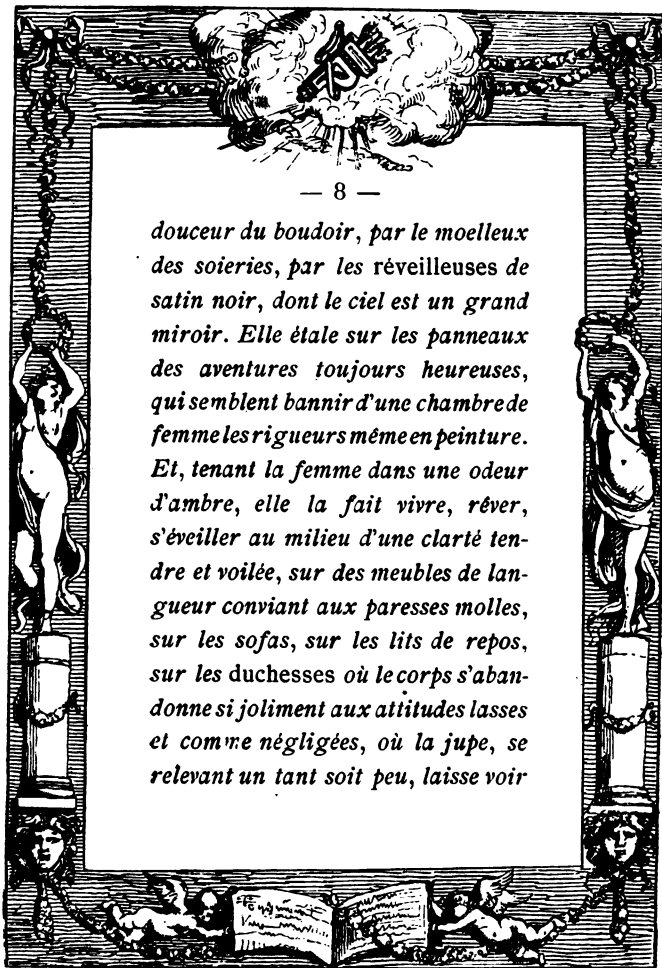 — 8 —
douceur du boudoir, par le moelleux
des soieries, par les réveilleuses de
satin noir, dont le ciel est un grand
miroir. Elle étale sur les panneaux
des aventures toujours heureuses,
qui semblent bannir d'une chambre de
femme les rigueurs même en peinture.
Et, tenant la femme dans une odeur
d'ambre, elle la fait vivre, rêver,
s'éveiller au milieu d'une clarté ten-
dre et voilée, sur des meubles de lan-
gueur conviant aux paresses molles,
sur les sofas, sur les lits de repos,
sur les duchesses où le corps s'aban-
donne si joliment aux attitudes lasses
et comme négligées, où la jupe, se
relevant un tant soit peu, laisse voir